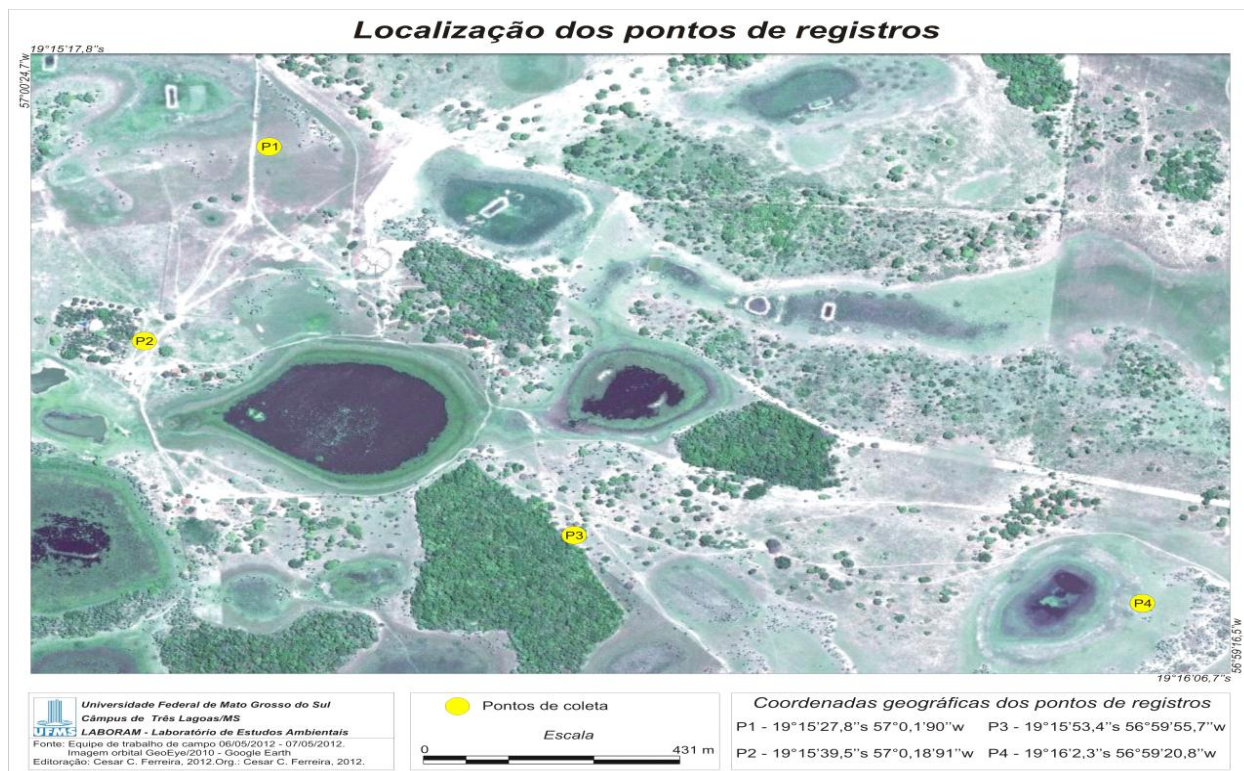 Localização dos pontos de registros
19°15'17,8''s
57°00'24,7''w
P1
P2
P3
P4
56°59'16,5''w
19°16'06,7''s
UFMS
Universidade Federal de Mato Grosso do Sul
Câmpus de Três Lagoas/MS
LABORAM - Laboratório de Estudos Ambientais
Fonte: Equipe de trabalho de campo 06/05/2012 - 07/05/2012.
Imagem orbital GeoEye/2010 - Google Earth
Editoração: Cesar C. Ferreira, 2012.Org.: Cesar C. Ferreira, 2012.
Pontos de coleta
Escala
0 431 m
Coordenadas geográficas dos pontos de registros
P1 - 19°15'27,8''s 57°0,1'90''w P3 - 19°15'53,4'' 56°59'55,7''w
P2 - 19°15'39,5''s 57°0,18'91''w P4 - 19°16'2,3''s 56°59'20,8''w